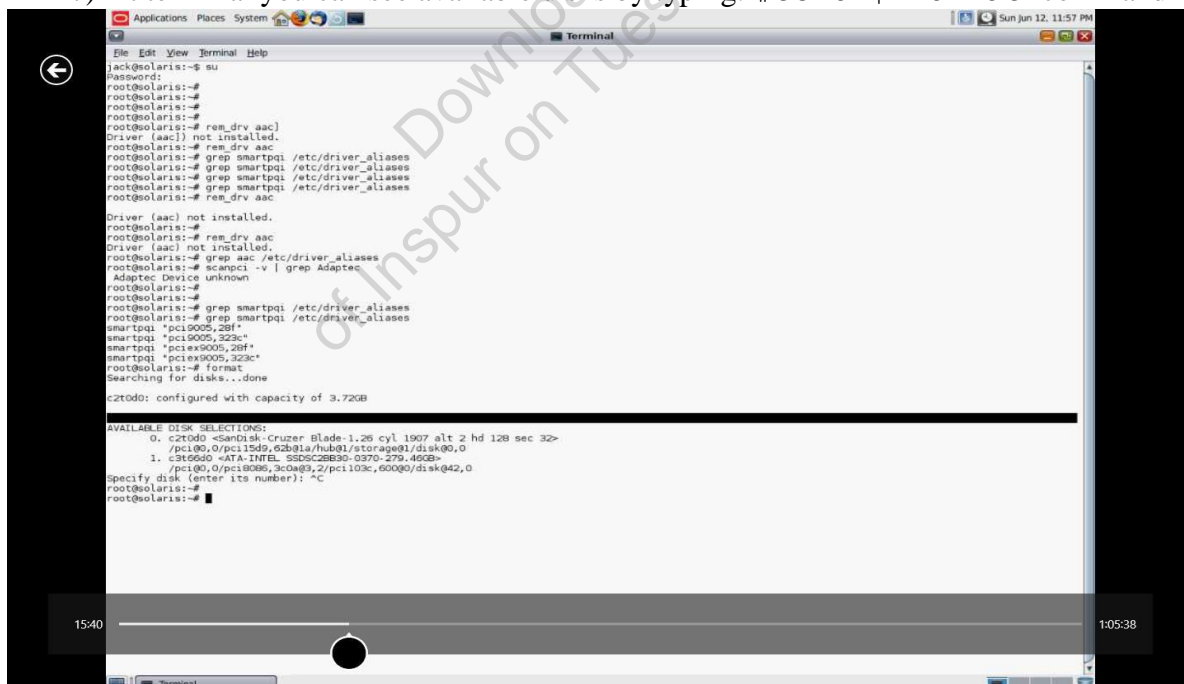 Applications Places System
Sun Jun 12, 11:57 PM
Terminal
File Edit View Terminal Help
jack@solaris:~$ su
Password:
root@solaris:~#
root@solaris:~#
root@solaris:~#
root@solaris:~#
root@solaris:~# rem_drv aac]
Driver (aac]) not installed.
root@solaris:~# rem_drv aac
root@solaris:~# grep smartpqi /etc/driver_aliases
root@solaris:~# grep smartpqi /etc/driver_aliases
root@solaris:~# grep smartpqi /etc/driver_aliases
root@solaris:~# grep smartpqi /etc/driver_aliases
root@solaris:~# rem_drv aac
Driver (aac) not installed.
root@solaris:~#
root@solaris:~# rem_drv aac
Driver (aac) not installed.
root@solaris:~# grep aac /etc/driver_aliases
root@solaris:~# scanpci -v | grep Adaptec
Adaptec Device unknown
root@solaris:~#
root@solaris:~#
root@solaris:~# grep smartpqi /etc/driver_aliases
root@solaris:~# grep smartpqi /etc/driver_aliases
smartpqi "pci9005,28f"
smartpqi "pci9005,323c"
smartpqi "pciex9005,28f"
smartpqi "pciex9005,323c"
root@solaris:~# format
Searching for disks...done
c2t0d0: configured with capacity of 3.72GB
AVAILABLE DISK SELECTIONS:
0. c2t0d0 <SanDisk-Cruzer Blade-1.26 cyl 1907 alt 2 hd 128 sec 32>
/pci@0,0/pci15d9,62b@1a/hub@1/storage@1/disk@0,0
1. c3t66d0 <ATA-INTEL SSDSC2BB30-0370-279.46GB>
/pci@0,0/pci8086,3c0a@3,2/pci103c,600@0/disk@42,0
Specify disk (enter its number): ^C
root@solaris:~#
root@solaris:~#
15:40
1:05:38
Terminal
of Inspur on Tues